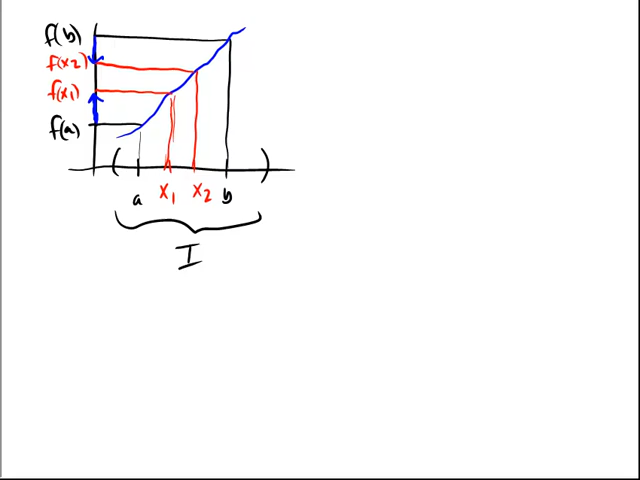 f(b)
f(x2)
f(x1)
f(a)
( )
a x1 x2 b
I